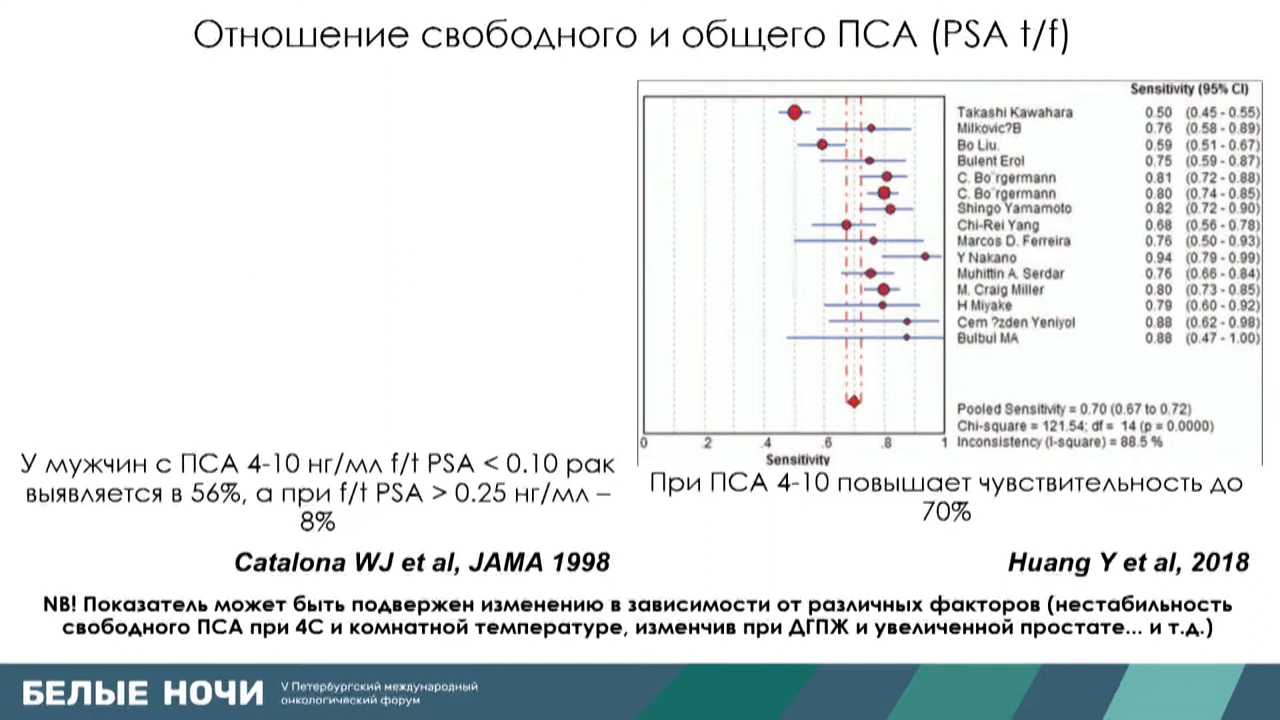 Отношение свободного и общего ПСА (PSA t/f)
Sensitivity (95% CI)
Takashi Kawahara 0.50 (0.45 - 0.55)
Milkovic?B 0.76 (0.58 - 0.89)
Bo Liu. 0.59 (0.51 - 0.67)
Bulent Erol 0.75 (0.59 - 0.87)
C. Bo¨rgermann 0.81 (0.72 - 0.88)
C. Bo¨rgermann 0.80 (0.74 - 0.85)
Shingo Yamamoto 0.82 (0.72 - 0.90)
Chi-Rei Yang 0.68 (0.56 - 0.78)
Marcos D. Ferreira 0.76 (0.50 - 0.93)
Y Nakano 0.94 (0.79 - 0.99)
Muhittin A. Serdar 0.76 (0.66 - 0.84)
M. Craig Miller 0.80 (0.73 - 0.85)
H Miyake 0.79 (0.60 - 0.92)
Cem ?zden Yeniyol 0.88 (0.62 - 0.98)
Bulbul MA 0.88 (0.47 - 1.00)
Pooled Sensitivity = 0.70 (0.67 to 0.72)
Chi-square = 121.54; df = 14 (p = 0.0000)
Inconsistency (I-square) = 88.5 %
0 .2 .4 .6 .8 1
Sensitivity
У мужчин с ПСА 4-10 нг/мл f/t PSA < 0.10 рак
выявляется в 56%, а при f/t PSA > 0.25 нг/мл –
8%
Catalona WJ et al, JAMA 1998
При ПСА 4-10 повышает чувствительность до
70%
Huang Y et al, 2018
NB! Показатель может быть подвержен изменению в зависимости от различных факторов (нестабильность
свободного ПСА при 4С и комнатной температуре, изменчив при ДГПЖ и увеличенной простате... и т.д.)
БЕЛЫЕ НОЧИ
V Петербургский международный
онкологический форум